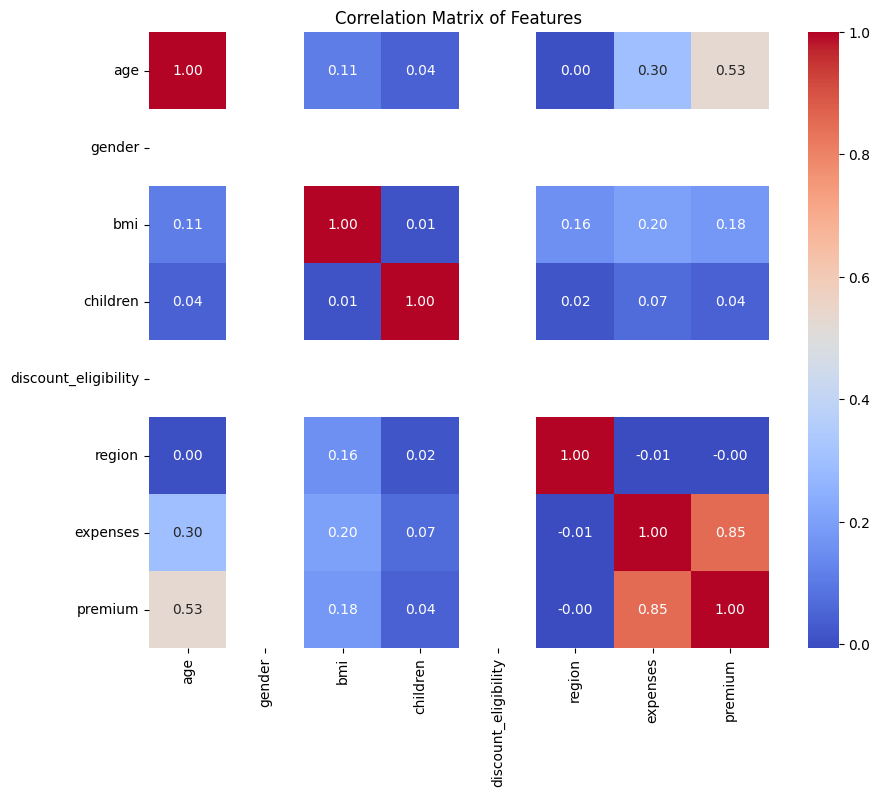 Correlation Matrix of Features
age 1.00 0.11 0.04 0.00 0.30 0.53
gender
bmi 0.11 1.00 0.01 0.16 0.20 0.18
children 0.04 0.01 1.00 0.02 0.07 0.04
discount_eligibility
region 0.00 0.16 0.02 1.00 -0.01 -0.00
expenses 0.30 0.20 0.07 -0.01 1.00 0.85
premium 0.53 0.18 0.04 -0.00 0.85 1.00
age gender bmi children discount_eligibility region expenses premium
1.0
0.8
0.6
0.4
0.2
0.0